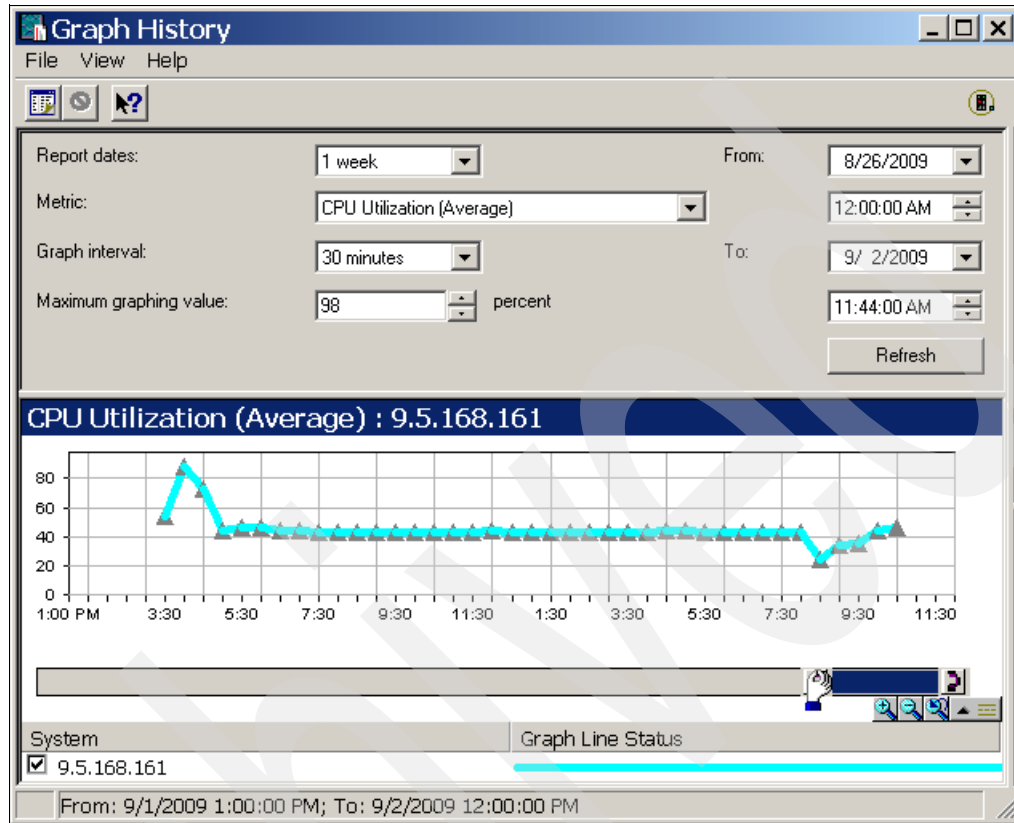 Graph History
File View Help
Report dates: 1 week From: 8/26/2009
Metric: CPU Utilization (Average) 12:00:00 AM
Graph interval: 30 minutes To: 9/ 2/2009
Maximum graphing value: 98 percent 11:44:00 AM
Refresh
CPU Utilization (Average) : 9.5.168.161
80
60
40
20
0
1:00 PM 3:30 5:30 7:30 9:30 11:30 1:30 3:30 5:30 7:30 9:30 11:30
System Graph Line Status
9.5.168.161
From: 9/1/2009 1:00:00 PM; To: 9/2/2009 12:00:00 PM